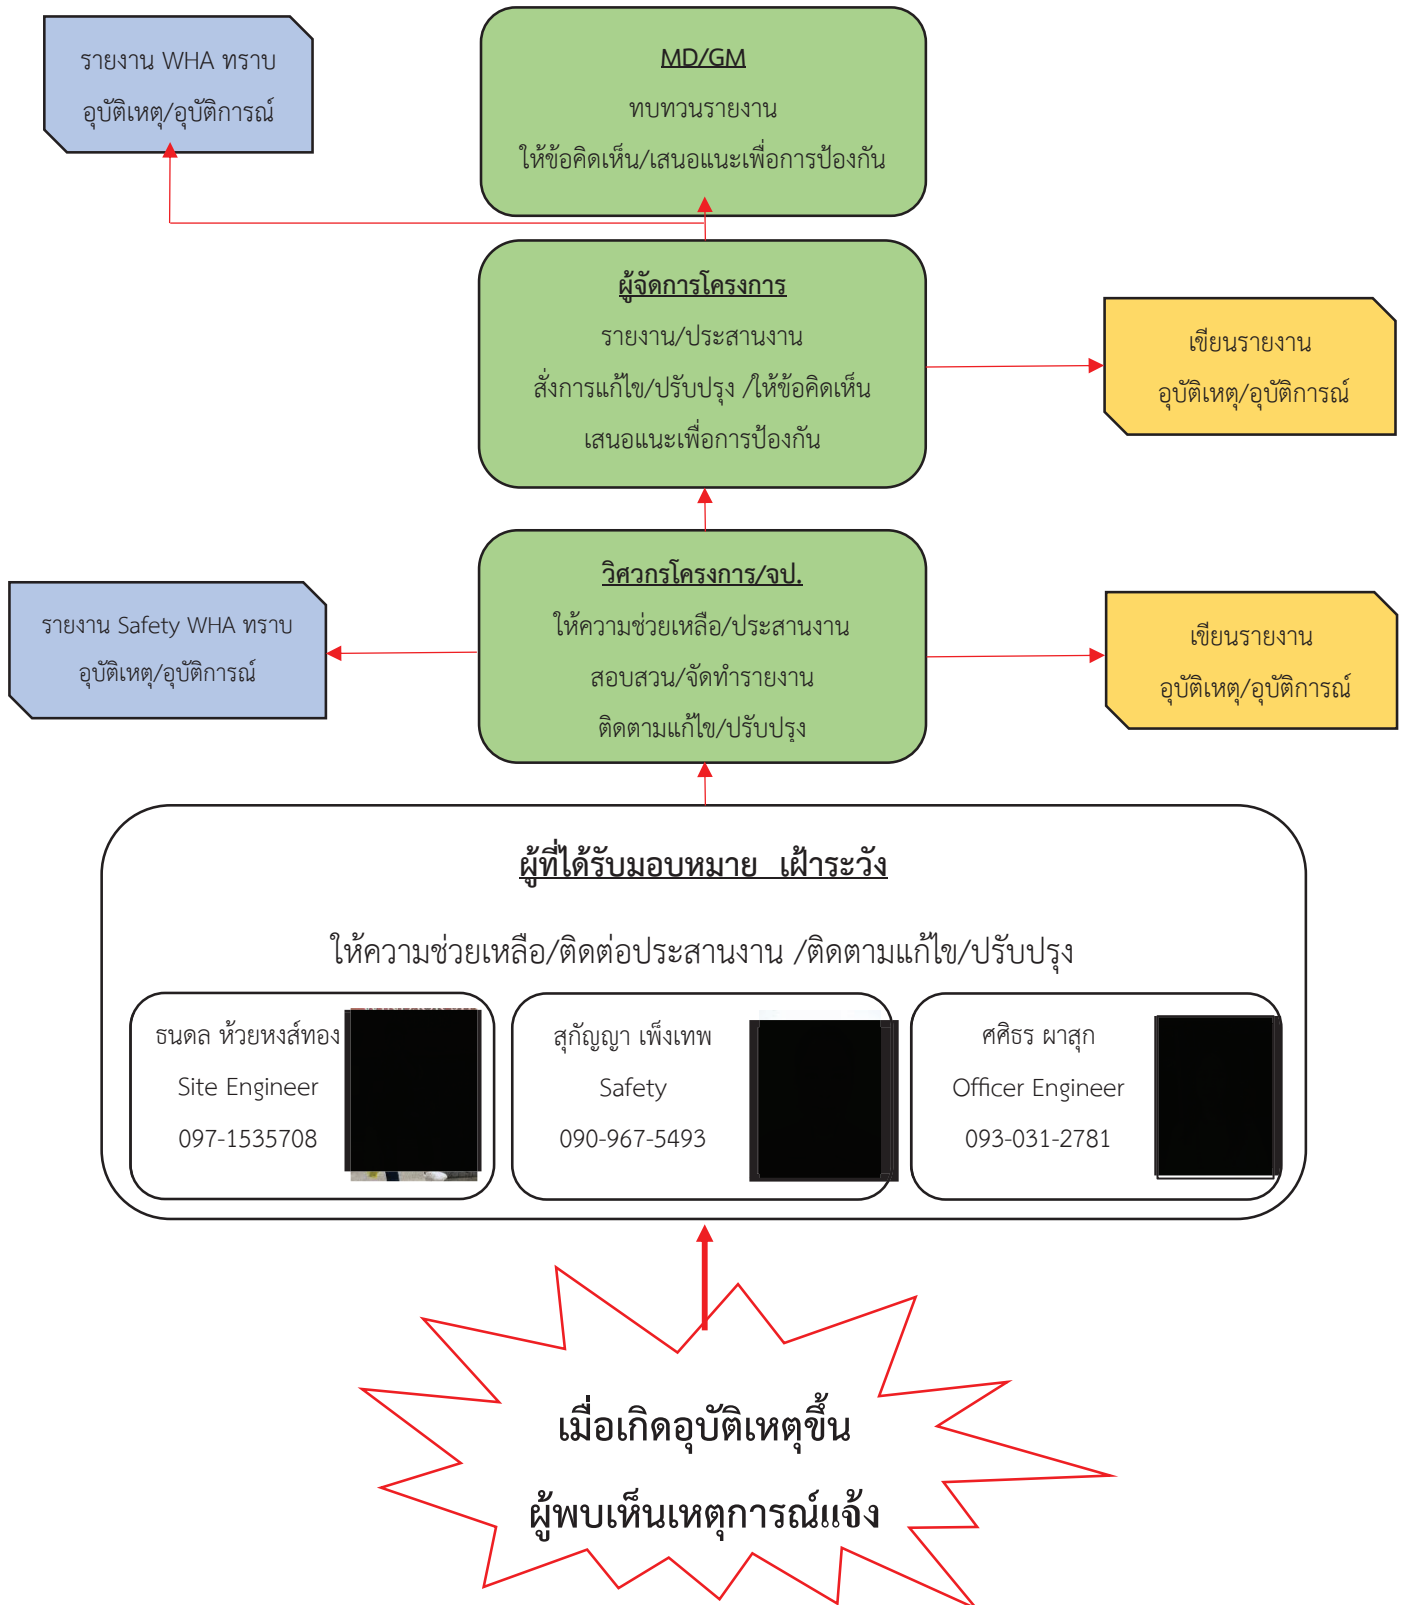 รายงาน WHA ทราบ
อุบัติเหตุ/อุบัติการณ์
MD/GM
ทบทวนรายงาน
ให้ข้อคิดเห็น/เสนอแนะเพื่อการป้องกัน
ผู้จัดการโครงการ
รายงาน/ประสานงาน
สั่งการแก้ไข/ปรับปรุง /ให้ข้อคิดเห็น
เสนอแนะเพื่อการป้องกัน
เขียนรายงาน
อุบัติเหตุ/อุบัติการณ์
รายงาน Safety WHA ทราบ
อุบัติเหตุ/อุบัติการณ์
วิศวกรโครงการ/จป.
ให้ความช่วยเหลือ/ประสานงาน
สอบสวน/จัดทำรายงาน
ติดตามแก้ไข/ปรับปรุง
เขียนรายงาน
อุบัติเหตุ/อุบัติการณ์
ผู้ที่ได้รับมอบหมาย เฝ้าระวัง
ให้ความช่วยเหลือ/ติดต่อประสานงาน /ติดตามแก้ไข/ปรับปรุง
ธนดล ห้วยหงส์ทอง
Site Engineer
097-1535708
สุกัญญา เพ็งเทพ
Safety
090-967-5493
ศศิธร ผาสุก
Officer Engineer
093-031-2781
เมื่อเกิดอุบัติเหตุขึ้น
ผู้พบเห็นเหตุการณ์แจ้ง